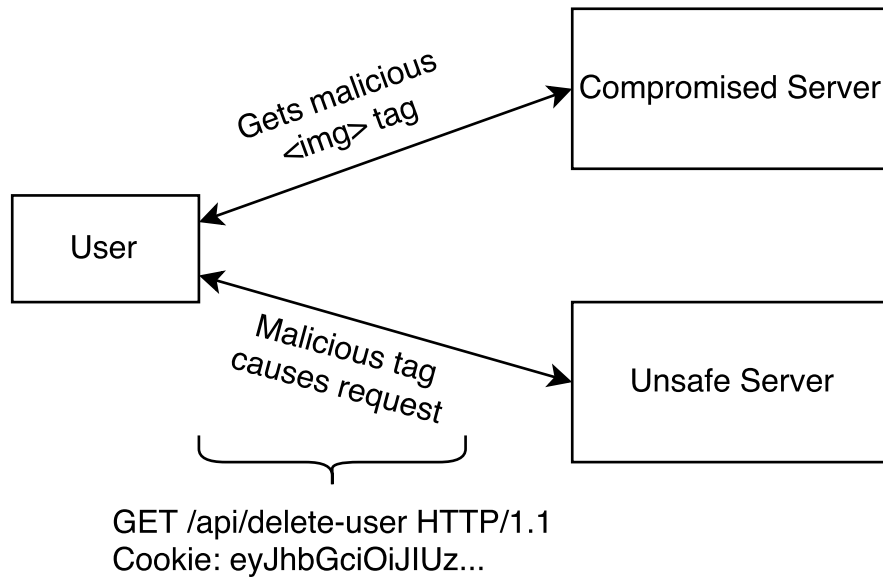 Gets malicious
<img> tag
Compromised Server
User
Malicious tag
causes request
Unsafe Server
GET /api/delete-user HTTP/1.1
Cookie: eyJhbGciOiJIUz...